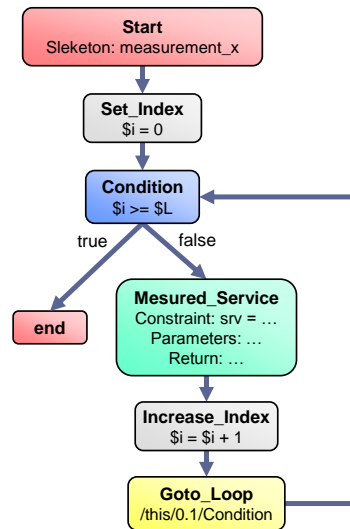 Start
Sleketon: measurement_x
Set_Index
$i = 0
Condition
$i >= $L
true
false
Mesured_Service
Constraint: srv = …
Parameters: …
Return: …
end
Increase_Index
$i = $i + 1
Goto_Loop
/this/0.1/Condition